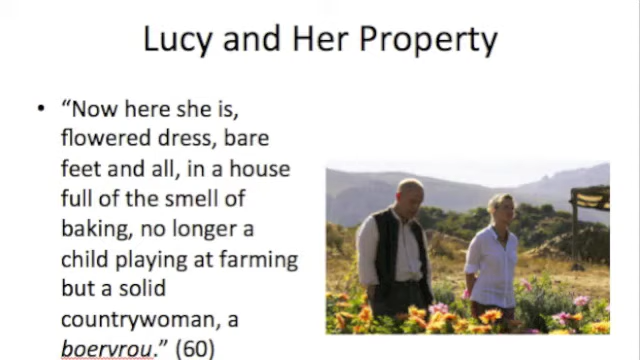 Lucy and Her Property
• “Now here she is,
flowered dress, bare
feet and all, in a house
full of the smell of
baking, no longer a
child playing at farming
but a solid
countrywoman, a
boervrou.” (60)